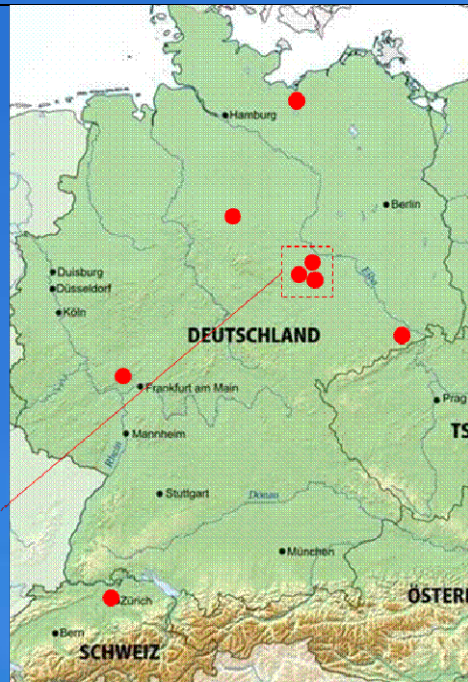 Hamburg
Berlin
Elbe
Duisburg
Düsseldorf
Köln
DEUTSCHLAND
Frankfurt am Main
Prag
TS
Mannheim
Rhein
Stuttgart
Donau
München
Zürich
ÖSTERI
Bern
SCHWEIZ